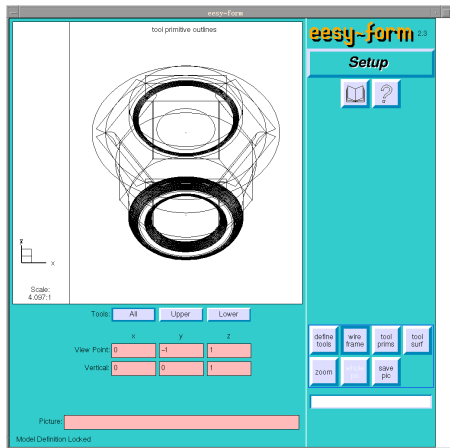 eesy-form
tool primitive outlines
z
x
Scale:
4.097:1
Tools: All Upper Lower
x y z
View Point: 0 -1 1
Vertical: 0 0 1
Picture:
Model Definition Locked
eesy-form 2.3
Setup
?
define tools
wire frame
tool prims
tool surf
zoom
save pic